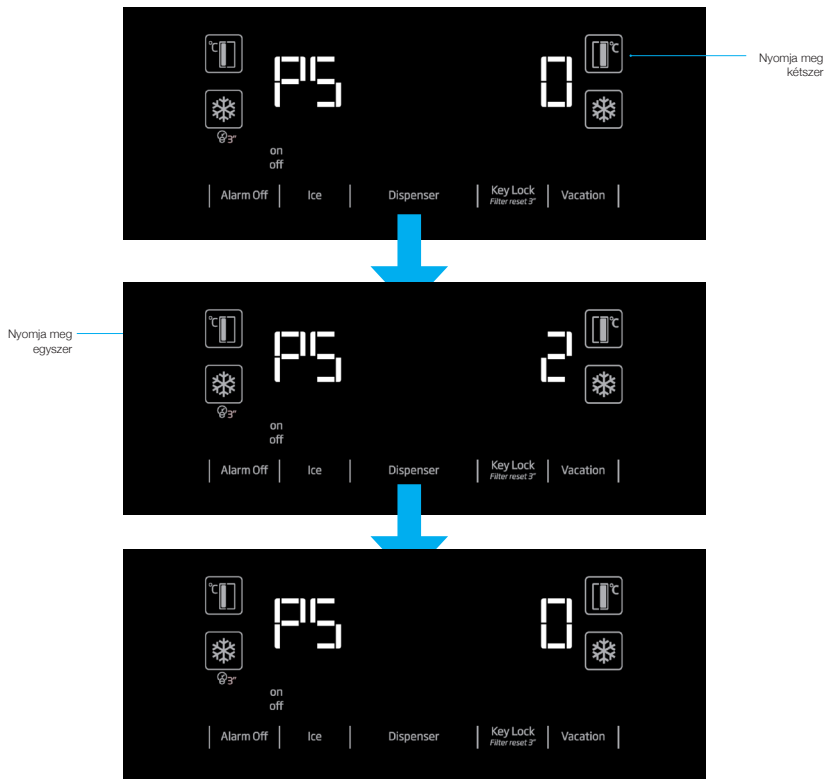 °C
PS 0
°C
Nyomja meg
kétszer
3"
on
off
Alarm Off
Ice
Dispenser
Key Lock
Filter reset 3"
Vacation
°C
PS 2
°C
Nyomja meg
egyszer
3"
on
off
Alarm Off
Ice
Dispenser
Key Lock
Filter reset 3"
Vacation
°C
PS 0
°C
3"
on
off
Alarm Off
Ice
Dispenser
Key Lock
Filter reset 3"
Vacation